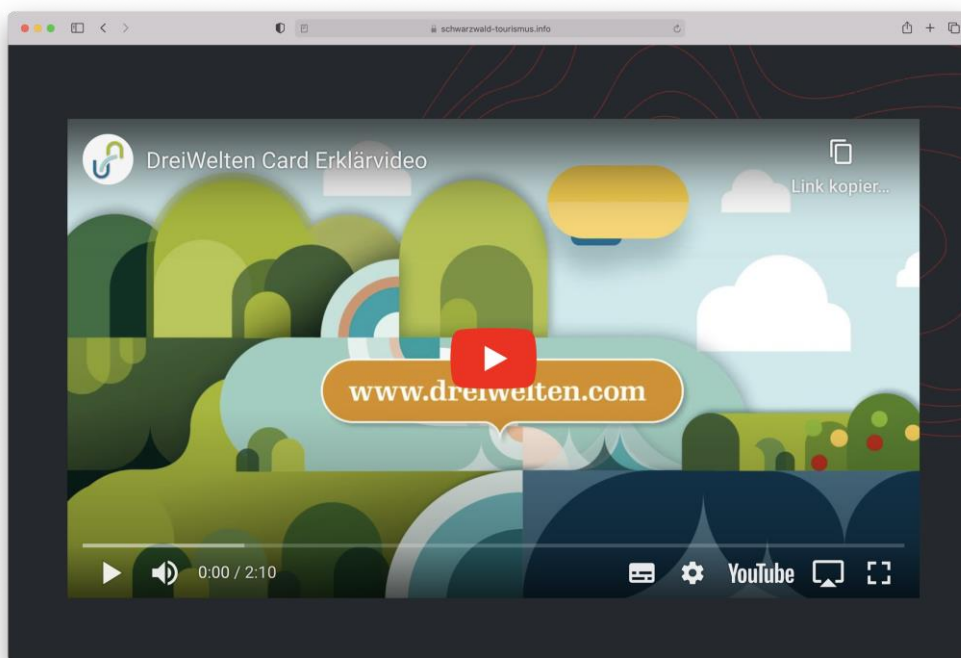 schwarzwald-tourismus.info
DreiWelten Card Erklärvideo
Link kopier...
www.dreiwelten.com
0:00 / 2:10
YouTube